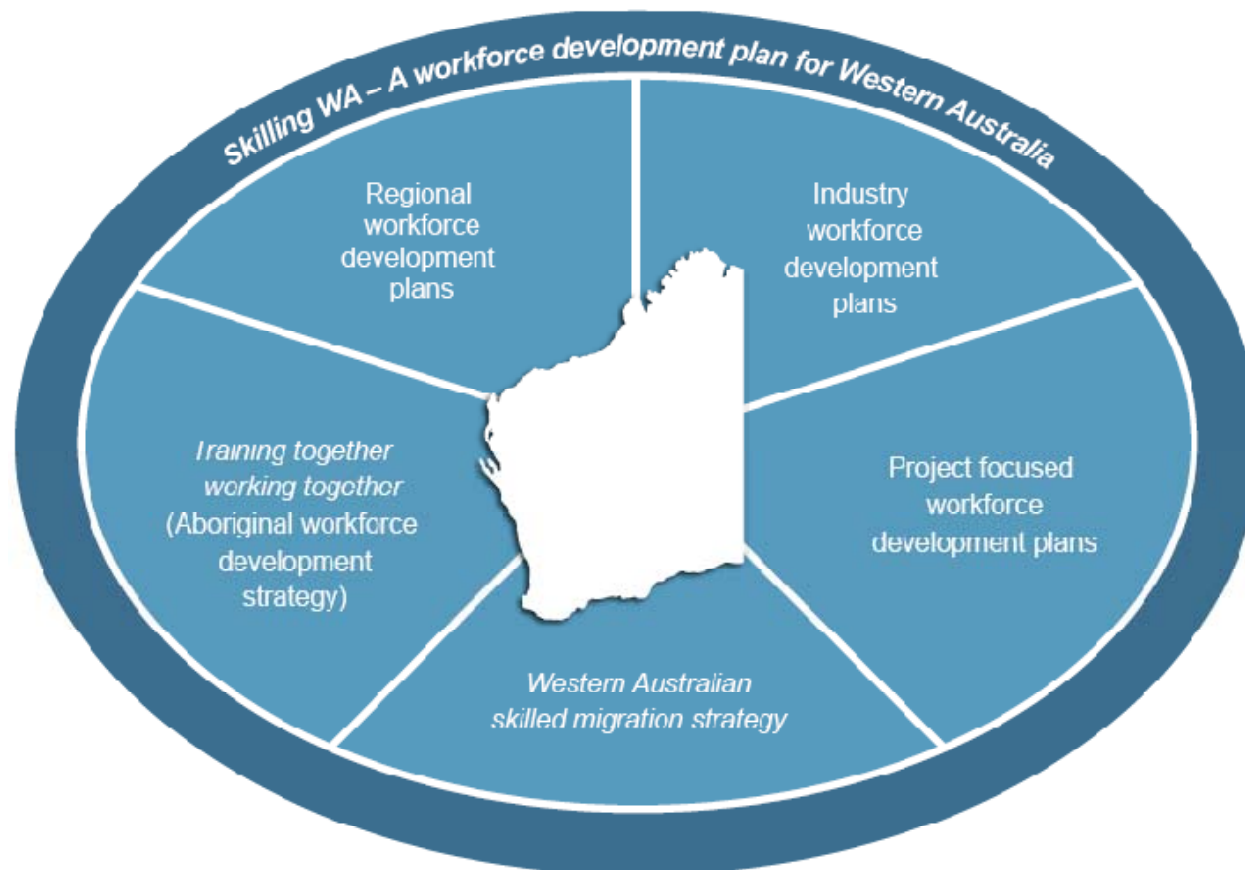 Skilling WA – A workforce development plan for Western Australia
Regional
workforce
development
plans
Industry
workforce
development
plans
Training together
working together
(Aboriginal workforce
development
strategy)
Project focused
workforce
development plans
Western Australian
skilled migration strategy